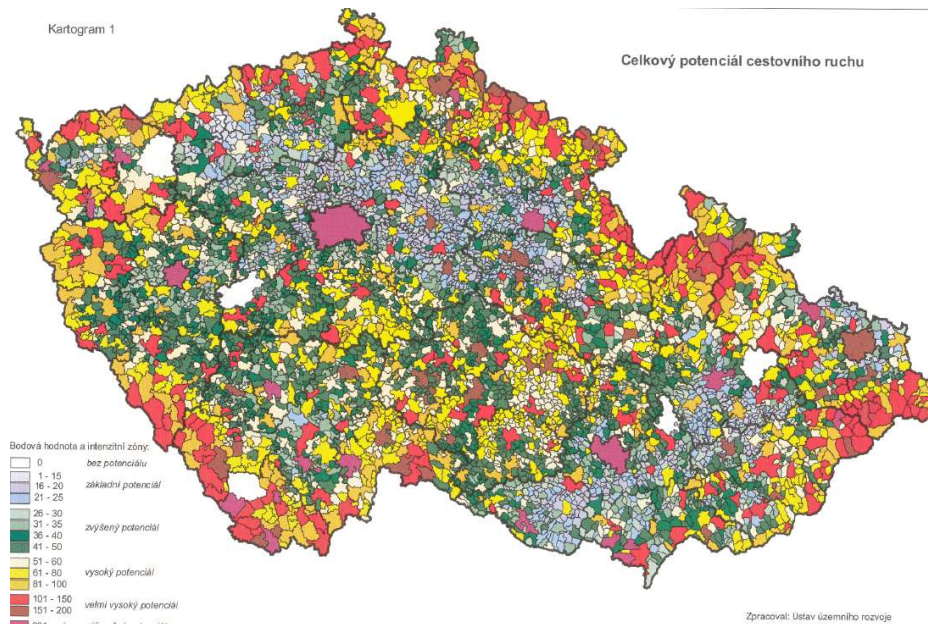 Kartogram 1
Celkový potenciál cestovního ruchu
Bodová hodnota a intenzitní zóny:
0 bez potenciálu
1 - 15
16 - 20 základní potenciál
21 - 25
26 - 30
31 - 35 zvýšený potenciál
36 - 40
41 - 50
51 - 60
61 - 80 vysoký potenciál
81 - 100
101 - 150 velmi vysoký potenciál
151 - 200
Zpracoval: Ústav územního rozvoje